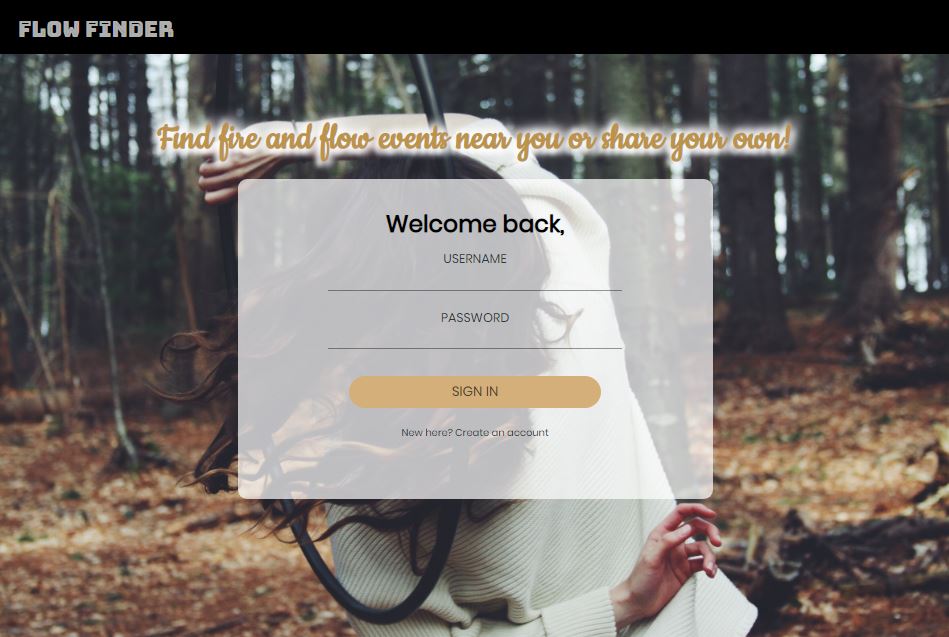 FLOW FINDER
Find fire and flow events near you or share your own!
Welcome back,
USERNAME
PASSWORD
SIGN IN
New here? Create an account